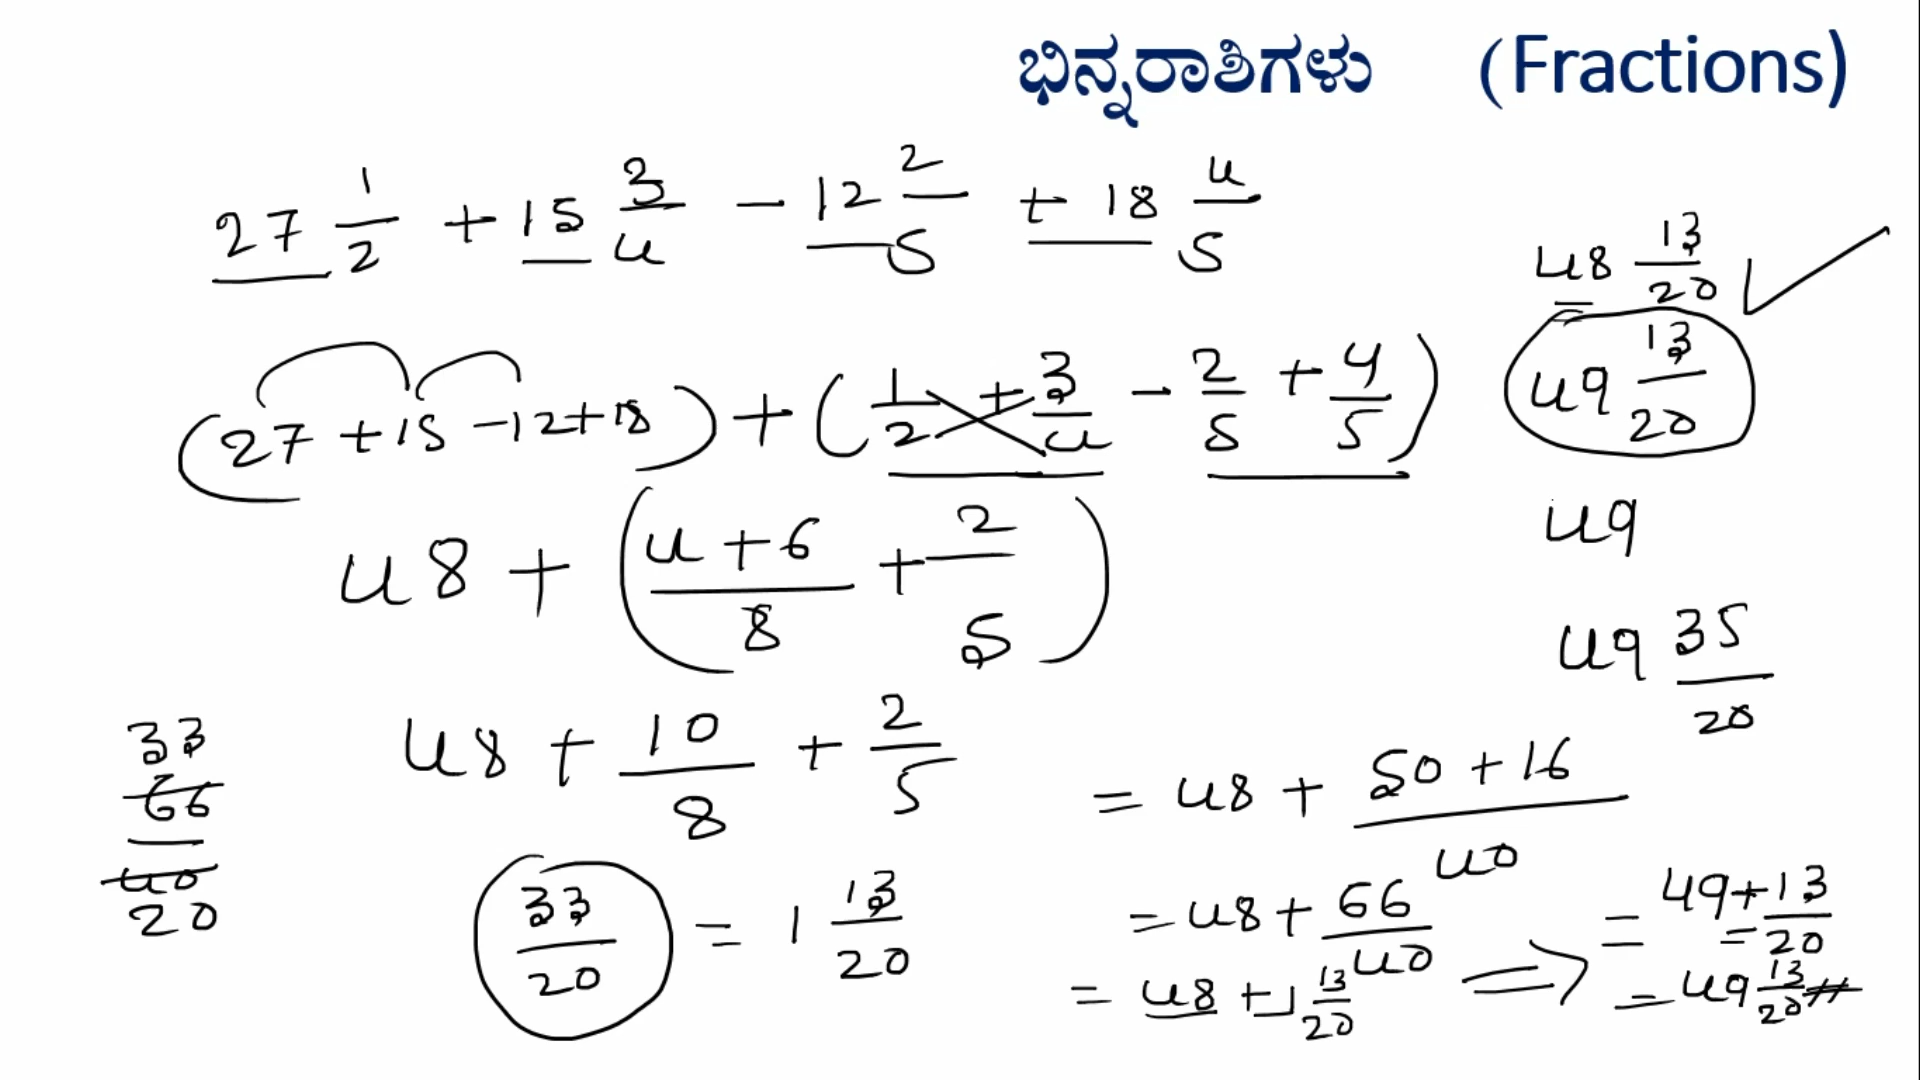 ಭಿನ್ನರಾಶಿಗಳು (Fractions)
27 1/2 + 15 3/4 - 12 2/5 + 18 4/5
48 13/20
49 13/20
(27 + 15 - 12 + 18) + (1/2 + 3/4 - 2/5 + 4/5)
49
48 + (4+6/8 + 2/5)
49 35/20
48 + 10/8 + 2/5
= 48 + 50+16/40
33
66
40
20
33/20 = 1 13/20
= 48 + 66/40
= 48 + 1 13/20 ⇒
= 49 + 13/20
= 49 13/20 //